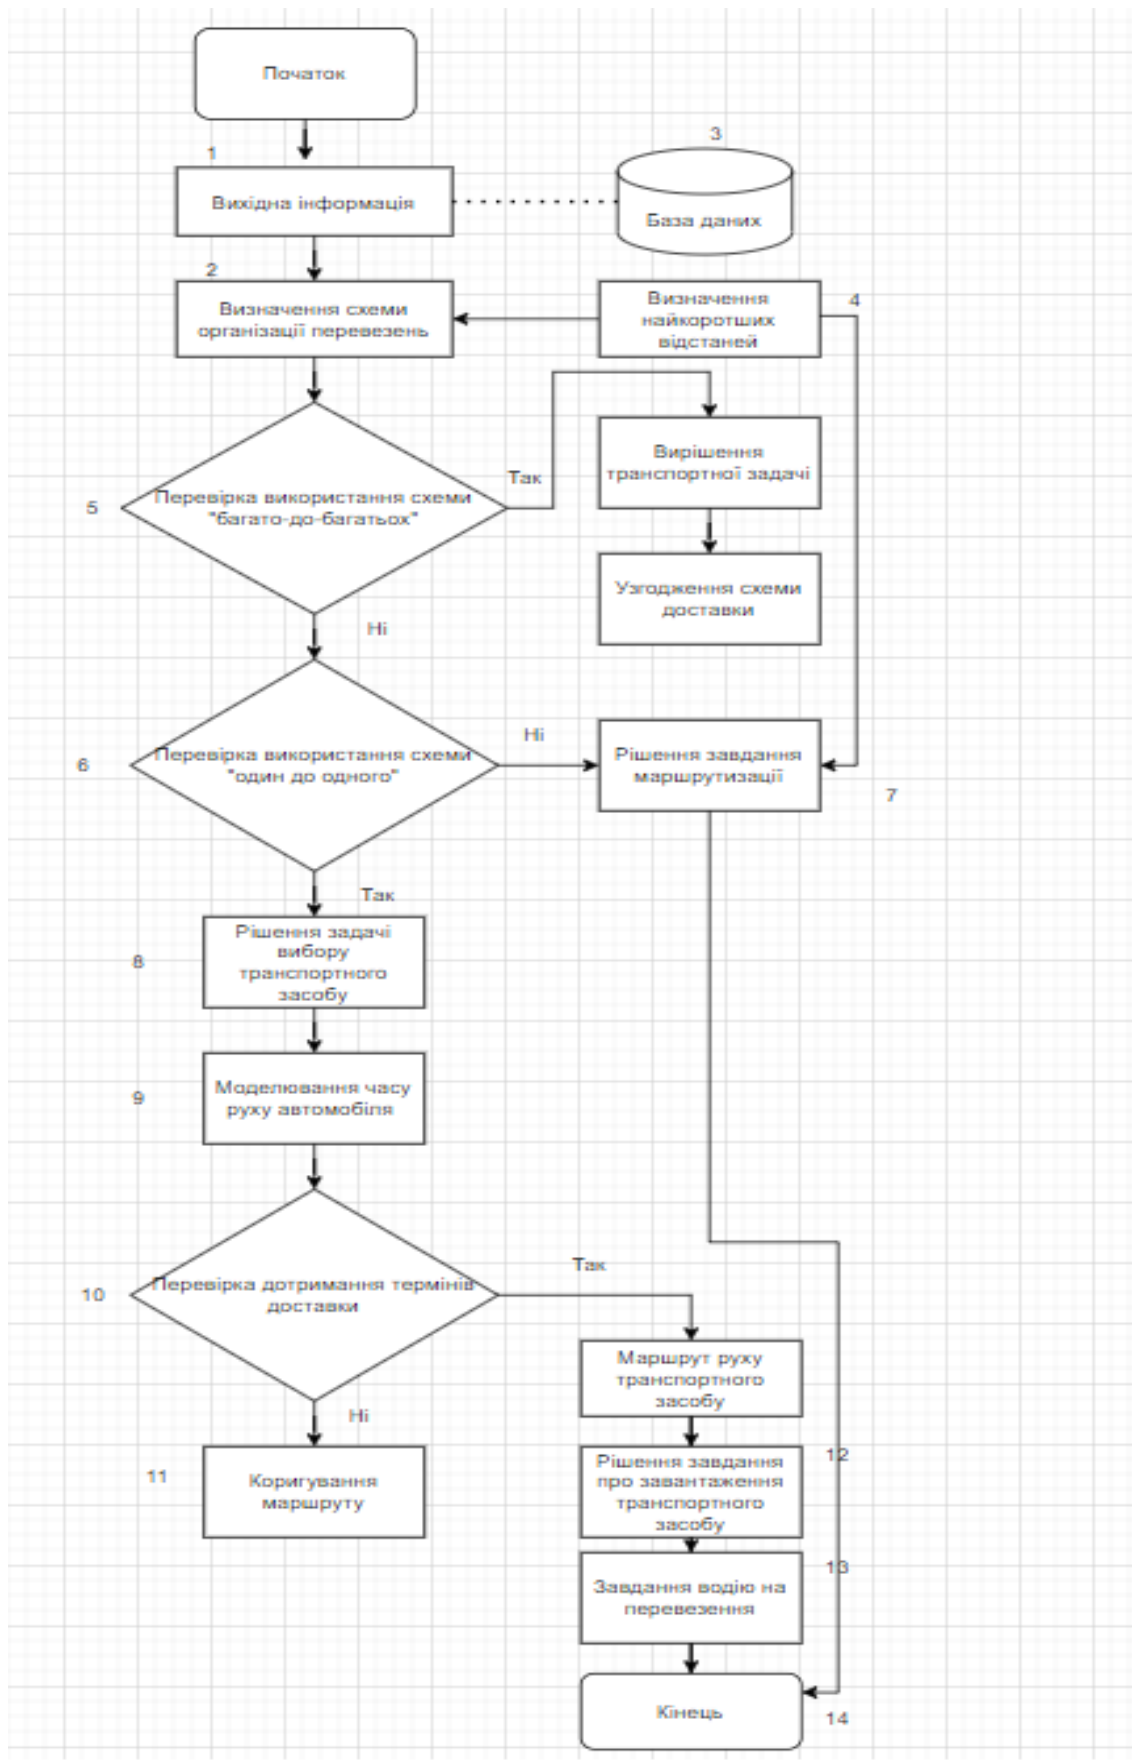 Початок
1
3
Вихідна інформація
База даних
2
Визначення схеми
організації перевезень
Визначення
найкоротших
відстаней
4
Так
Вирішення
транспортної задачі
5
Перевірка використання схеми
"багато-до-багатьох"
Узгодження схеми
доставки
Ні
6
Перевірка використання схеми
"один до одного"
Ні
Рішення завдання
маршрутизації
7
Так
8
Рішення задачі
вибору
транспортного
засобу
9
Моделювання часу
руху автомобіля
Так
10
Перевірка дотримання термінів
доставки
Маршрут руху
транспортного
засобу
Ні
12
11
Коригування
маршруту
Рішення завдання
про завантаження
транспортного
засобу
13
Завдання водію на
перевезення
Кінець
14